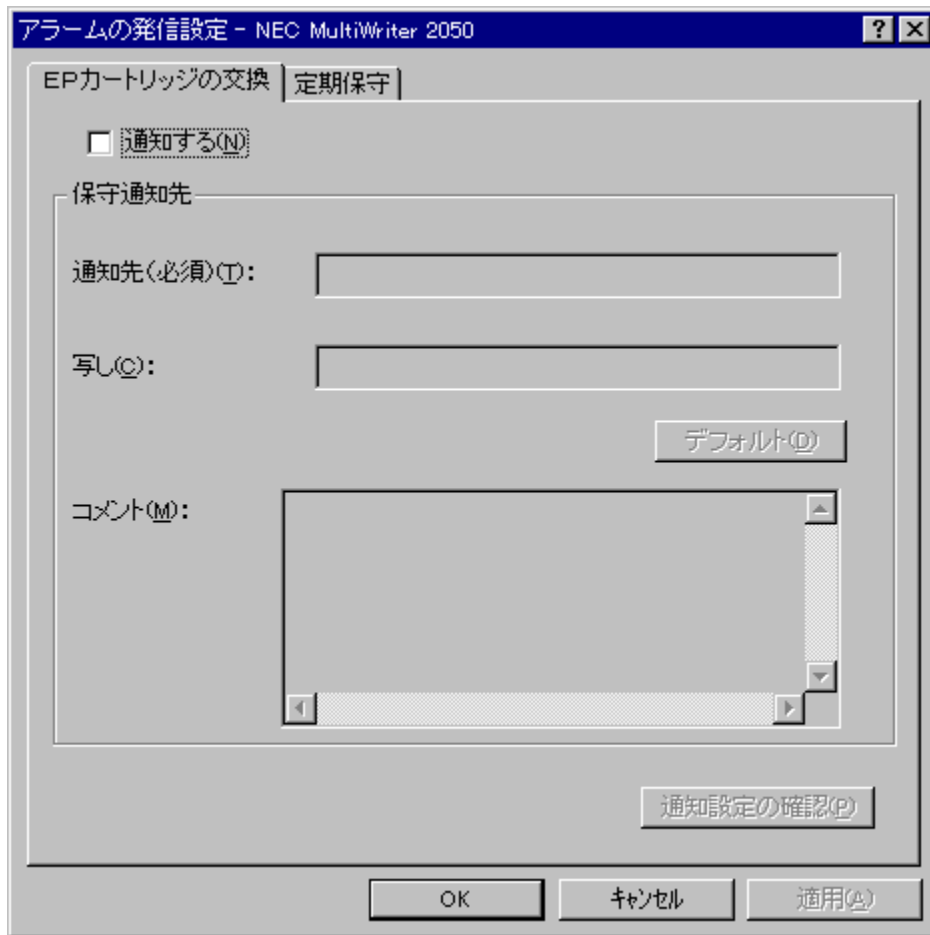 アラームの発信設定 - NEC MultiWriter 2050
EPカートリッジの交換
定期保守
通知する(N)
保守通知先
通知先(必須)(T):
写し(C):
デフォルト(D)
コメント(M):
通知設定の確認(P)
OK
キャンセル
適用(A)